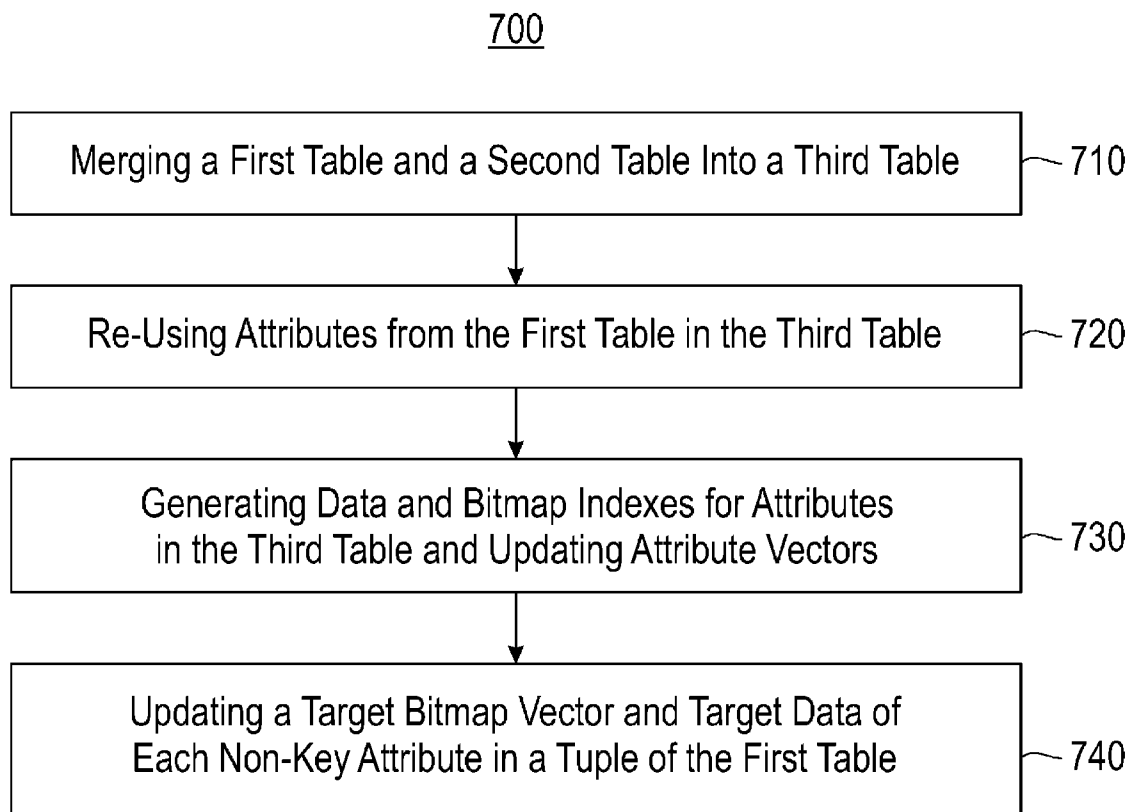 700
Merging a First Table and a Second Table Into a Third Table
710
Re-Using Attributes from the First Table in the Third Table
720
Generating Data and Bitmap Indexes for Attributes
in the Third Table and Updating Attribute Vectors
730
Updating a Target Bitmap Vector and Target Data of
Each Non-Key Attribute in a Tuple of the First Table
740